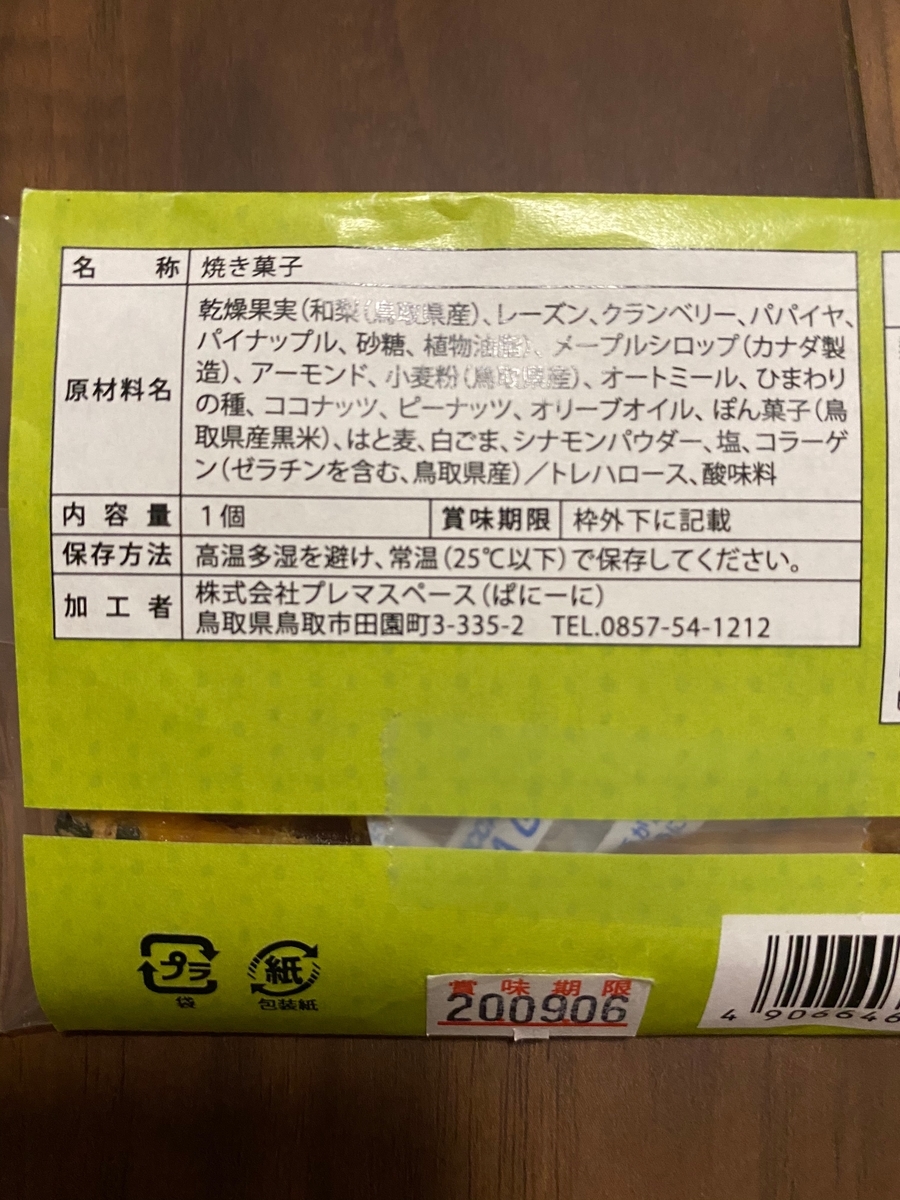 名 称 焼き菓子
原材料名
乾燥果実(和梨(鳥取県産)、レーズン、クランベリー、パパイヤ、
パイナップル、砂糖、植物油脂、メープルシロップ(カナダ製
造)、アーモンド、小麦粉(鳥取県産)、オートミール、ひまわり
の種、ココナッツ、ピーナッツ、オリーブオイル、ぽん菓子(鳥
取県産黒米)、はと麦、白ごま、シナモンパウダー、塩、コラーゲ
ン(ゼラチンを含む、鳥取県産)/トレハロース、酸味料
内容量 1個 賞味期限 枠外下に記載
保存方法 高温多湿を避け、常温(25℃以下)で保存してください。
加工者 株式会社プレマスペース(ぱにーに)
鳥取県鳥取市田園町3-335-2 TEL.0857-54-1212
プラ
袋
紙
包装紙
賞味期限
200906
4 906646